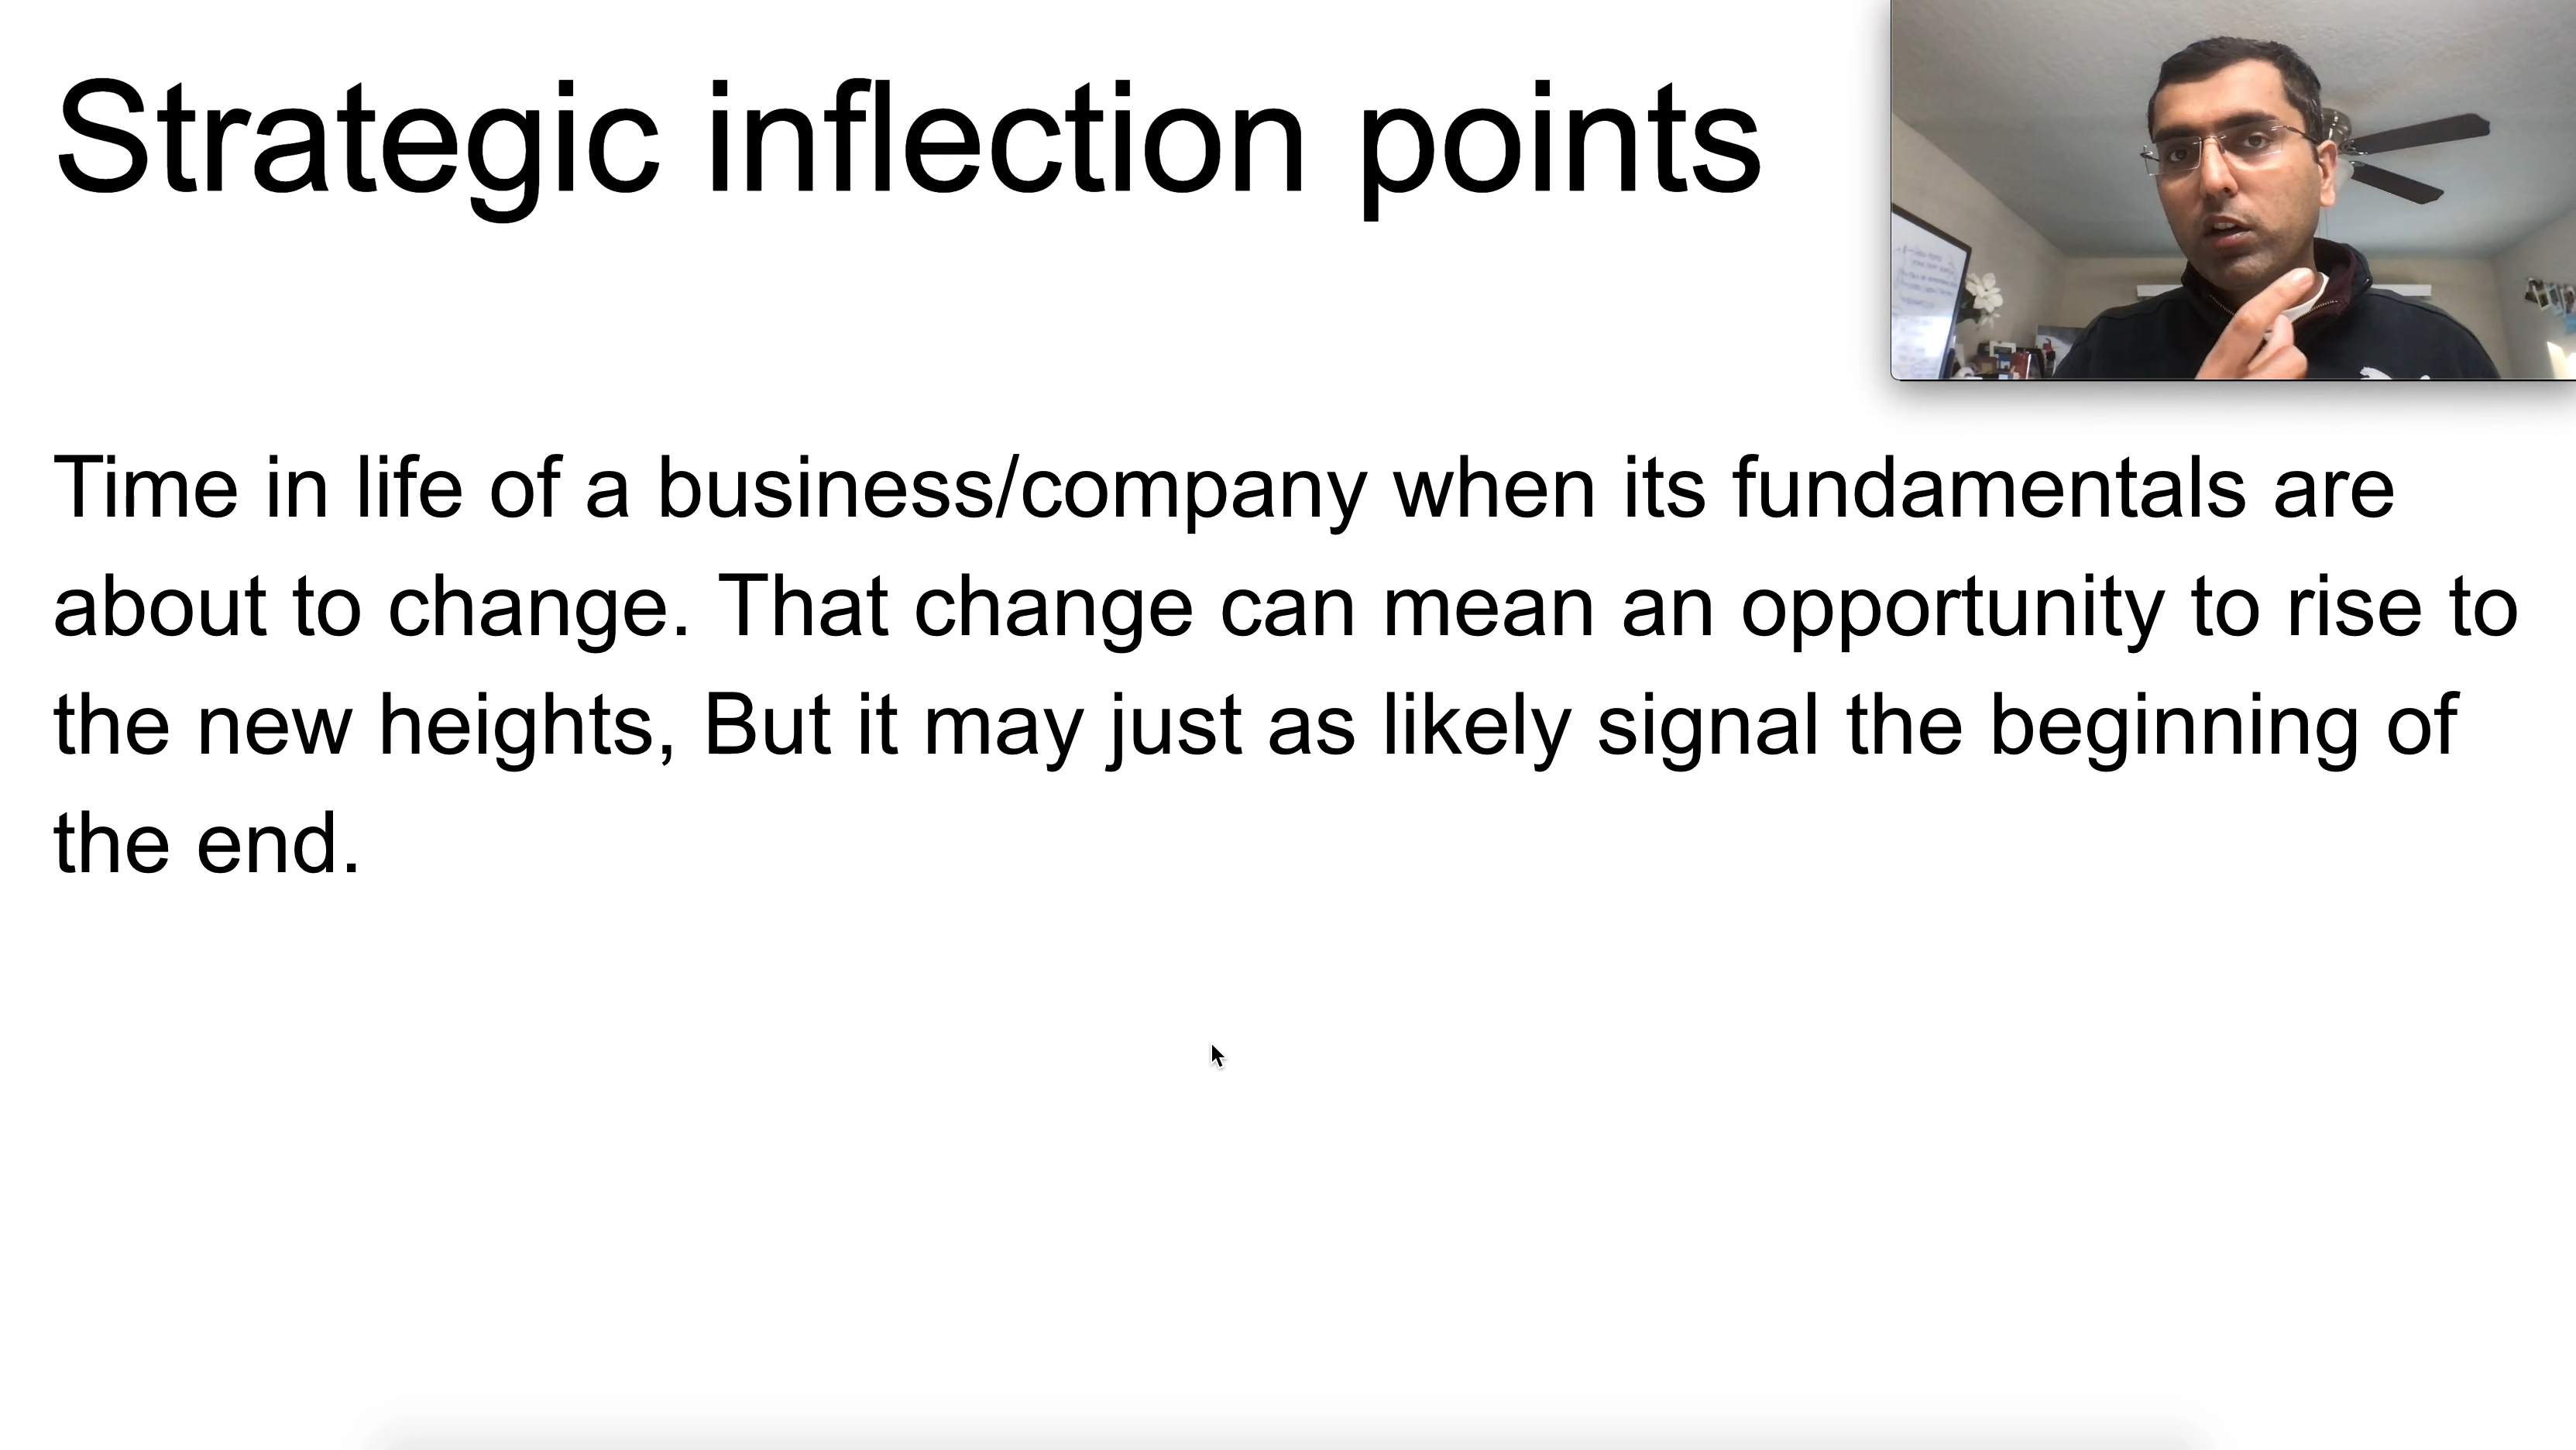 Strategic inflection points
Time in life of a business/company when its fundamentals are
about to change. That change can mean an opportunity to rise to
the new heights, But it may just as likely signal the beginning of
the end.